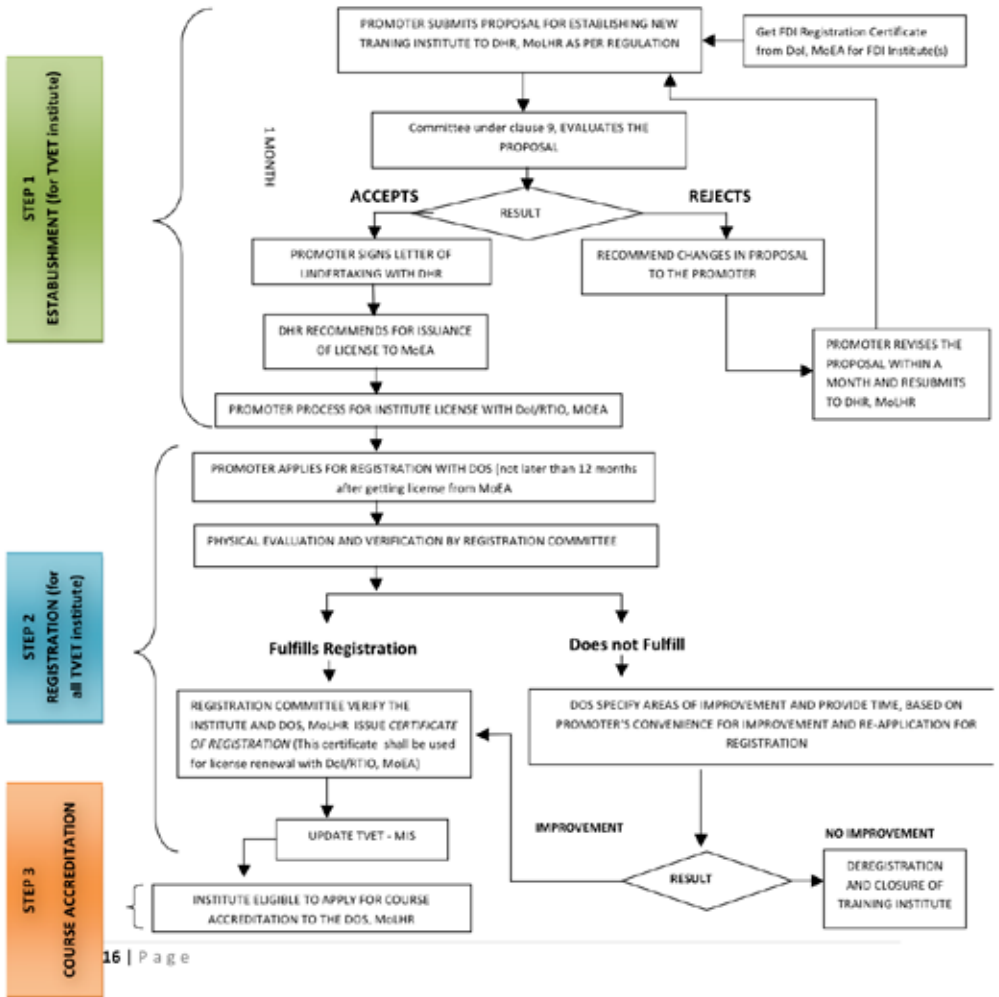 PROMOTER SUBMITS PROPOSAL FOR ESTABLISHING NEW
TRANING INSTITUTE TO DHR, MoLHR AS PER REGULATION
Get FDI Registration Certificate
from DoI, MoEA for FDI Institute(s)
STEP 1
ESTABLISHMENT (for TVET institute)
1 MONTH
Committee under clause 9, EVALUATES THE
PROPOSAL
ACCEPTS
RESULT
REJECTS
PROMOTER SIGNS LETTER OF
UNDERTAKING WITH DHR
RECOMMEND CHANGES IN PROPOSAL
TO THE PROMOTER
DHR RECOMMENDS FOR ISSUANCE
OF LICENSE TO MoEA
PROMOTER REVISES THE
PROPOSAL WITHIN A
MONTH AND RESUBMITS
TO DHR, MoLHR
PROMOTER PROCESS FOR INSTITUTE LICENSE WITH DoI/RTIO, MOEA
STEP 2
REGISTRATION (for
all TVET institute)
PROMOTER APPLIES FOR REGISTRATION WITH DOS (not later than 12 months
after getting license from MoEA
PHYSICAL EVALUATION AND VERIFICATION BY REGISTRATION COMMITTEE
Fulfills Registration
Does not Fulfill
REGISTRATION COMMITTEE VERIFY THE
INSTITUTE AND DOS, MoLHR ISSUE CERTIFICATE
OF REGISTRATION (This certificate shall be used
for license renewal with DoI/RTIO, MoEA)
DOS SPECIFY AREAS OF IMPROVEMENT AND PROVIDE TIME, BASED ON
PROMOTER'S CONVENIENCE FOR IMPROVEMENT AND RE-APPLICATION FOR
REGISTRATION
UPDATE TVET - MIS
IMPROVEMENT
RESULT
NO IMPROVEMENT
DEREGISTRATION
AND CLOSURE OF
TRAINING INSTITUTE
STEP 3
COURSE ACCREDITATION
INSTITUTE ELIGIBLE TO APPLY FOR COURSE
ACCREDITATION TO THE DOS, MoLHR
16 | Page